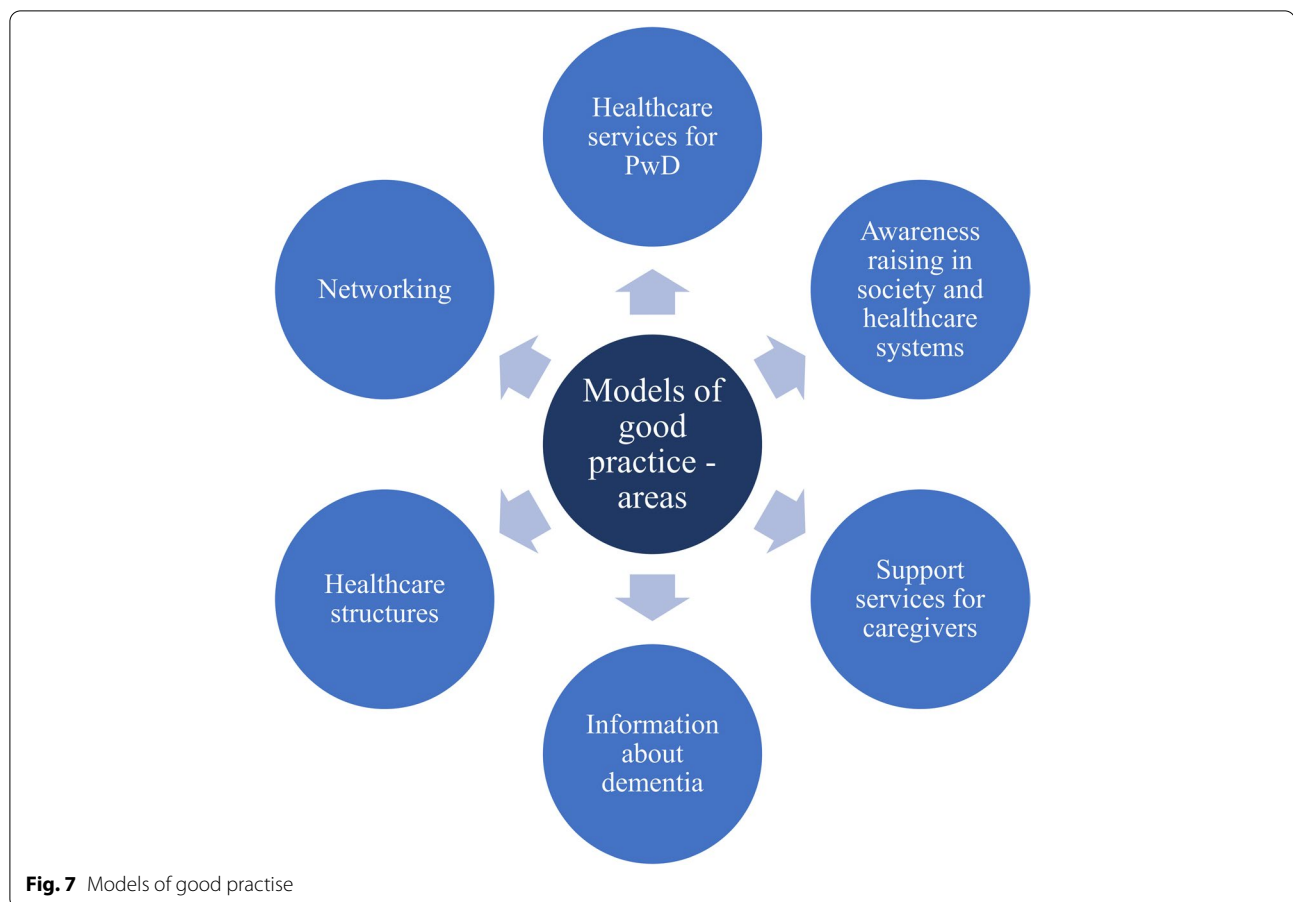 Healthcare
services for
PwD
Awareness
raising in
society and
healthcare
systems
Support
services for
caregivers
Information
about
dementia
Healthcare
structures
Networking
Models of
good
practice -
areas
Fig. 7 Models of good practise